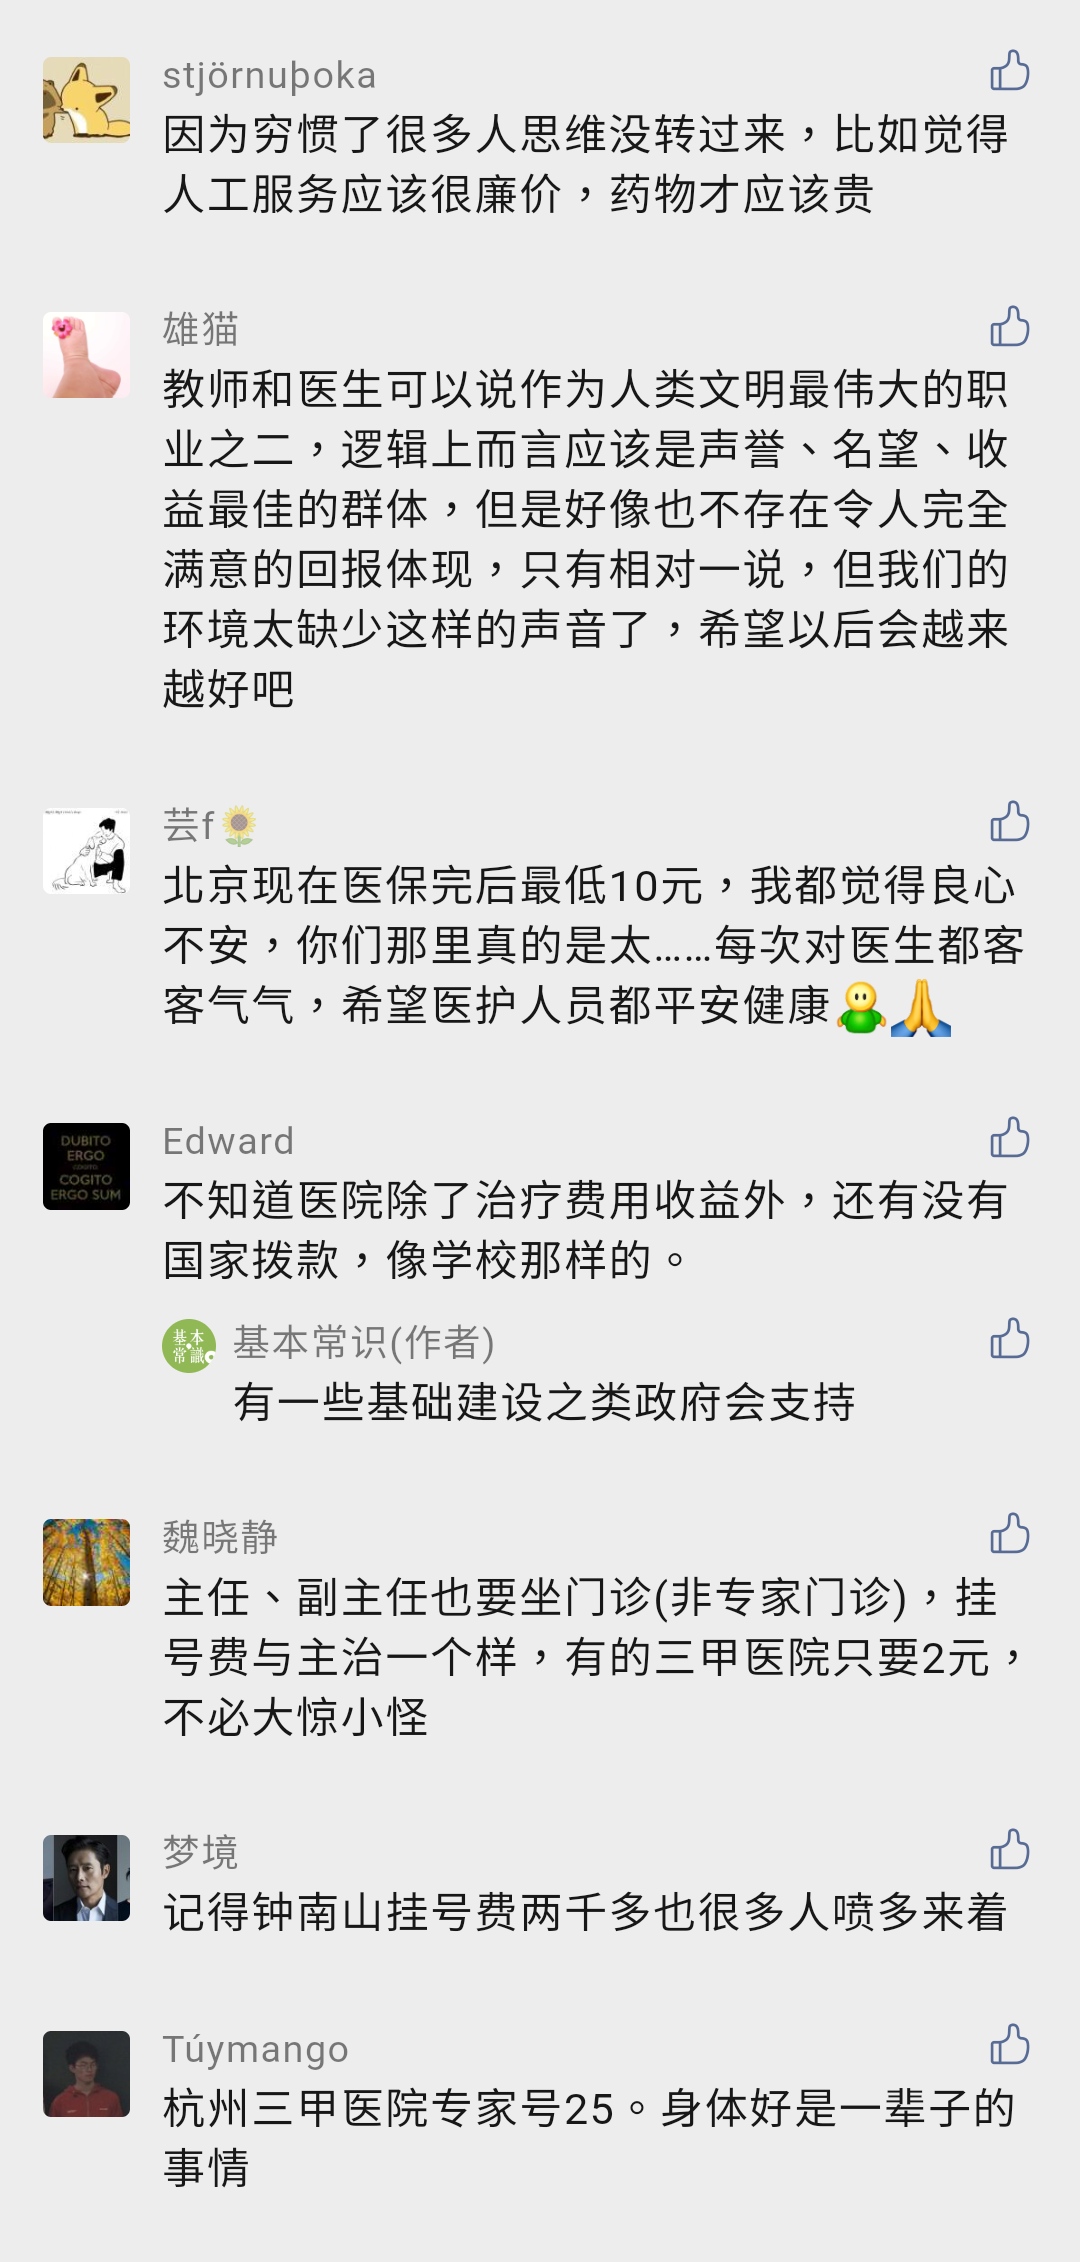 stjörnuþoka
因为穷惯了很多人思维没转过来，比如觉得
人工服务应该很廉价，药物才应该贵
雄猫
教师和医生可以说作为人类文明最伟大的职
业之二，逻辑上而言应该是声誉、名望、收
益最佳的群体，但是好像也不存在令人完全
满意的回报体现，只有相对一说，但我们的
环境太缺少这样的声音了，希望以后会越来
越好吧
芸f🌻
北京现在医保完后最低10元，我都觉得良心
不安，你们那里真的是太……每次对医生都客
客气气，希望医护人员都平安健康🙏
DUBITO
ERGO
COGITO
COGITO
ERGO SUM
Edward
不知道医院除了治疗费用收益外，还有没有
国家拨款，像学校那样的。
基本
常識
基本常识(作者)
有一些基础建设之类政府会支持
魏晓静
主任、副主任也要坐门诊(非专家门诊)，挂
号费与主治一个样，有的三甲医院只要2元，
不必大惊小怪
梦境
记得钟南山挂号费两千多也很多人喷多来着
Túymango
杭州三甲医院专家号25。身体好是一辈子的
事情